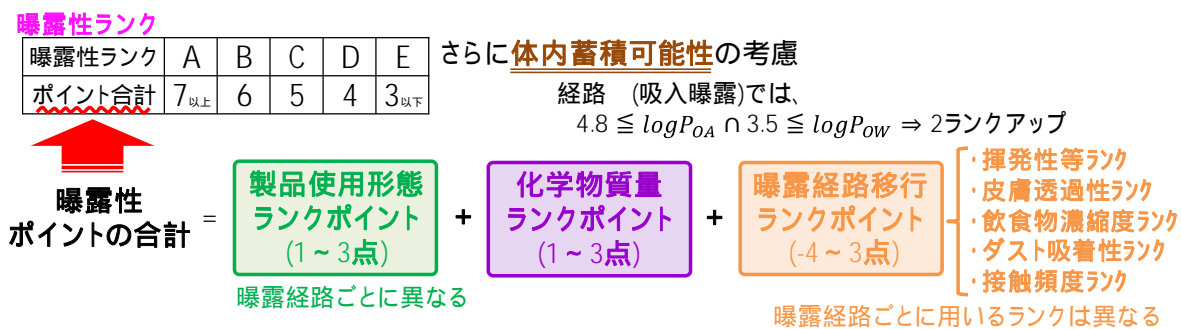 曝露性ランク
曝露性ランク A B C D E
ポイント合計 7以上 6 5 4 3以下
さらに体内蓄積可能性の考慮
経路 (吸入曝露)では、
4.8 ≦ logP_OA ∩ 3.5 ≦ logP_OW ⇒ 2ランクアップ
曝露性
ポイントの合計
=
製品使用形態
ランクポイント
(1 ~ 3点)
+
化学物質量
ランクポイント
(1 ~ 3点)
+
曝露経路移行
ランクポイント
(-4 ~ 3点)
・揮発性等ランク
・皮膚透過性ランク
・飲食物濃縮度ランク
・ダスト吸着性ランク
・接触頻度ランク
曝露経路ごとに異なる
曝露経路ごとに用いるランクは異なる